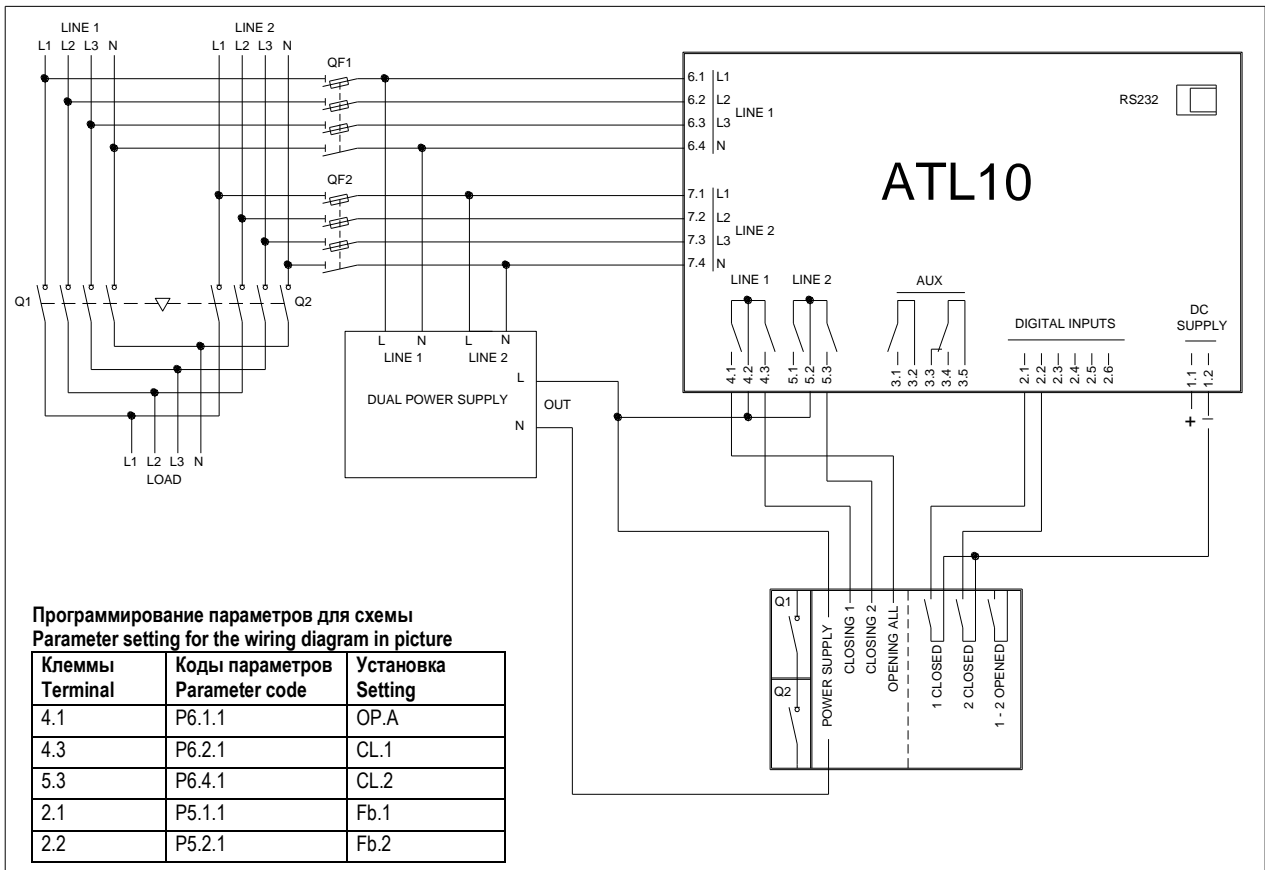 LINE 1 LINE 2
L1 L2 L3 N L1 L2 L3 N
QF1
6.1 L1
6.2 L2
6.3 L3
6.4 N
LINE 1
RS232
ATL10
QF2
7.1 L1
7.2 L2
7.3 L3
7.4 N
LINE 2
Q1 Q2
LINE 1 LINE 2 AUX
DIGITAL INPUTS
DC
SUPPLY
4.1 4.2 4.3 5.1 5.2 5.3 3.1 3.2 3.3 3.4 3.5 2.1 2.2 2.3 2.4 2.5 2.6 1.1 1.2
+ −
L N L N
LINE 1 LINE 2
L
DUAL POWER SUPPLY OUT
N
L1 L2 L3 N
LOAD
Q1
Q2
POWER SUPPLY
CLOSING 1
CLOSING 2
OPENING ALL
1 CLOSED
2 CLOSED
1 - 2 OPENED
Программирование параметров для схемы
Parameter setting for the wiring diagram in picture
Клеммы Коды параметров Установка
Terminal Parameter code Setting
4.1 P6.1.1 OP.A
4.3 P6.2.1 CL.1
5.3 P6.4.1 CL.2
2.1 P5.1.1 Fb.1
2.2 P5.2.1 Fb.2